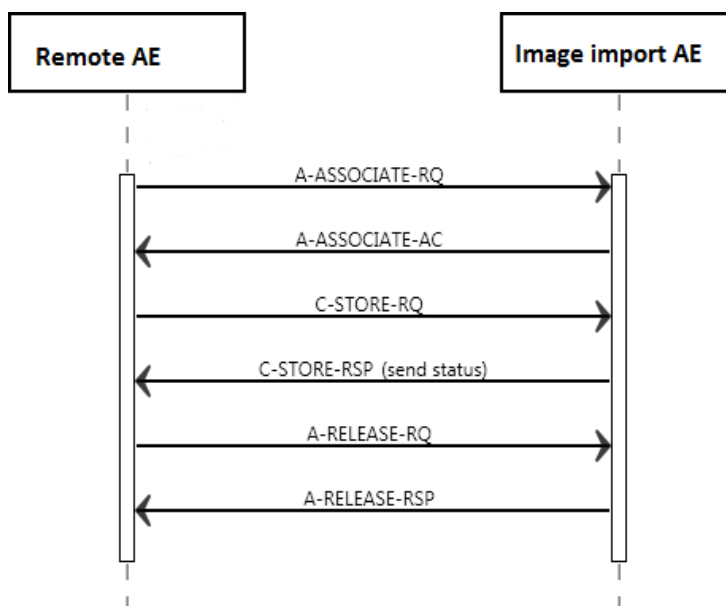 Remote AE
Image import AE
A-ASSOCIATE-RQ
A-ASSOCIATE-AC
C-STORE-RQ
C-STORE-RSP (send status)
A-RELEASE-RQ
A-RELEASE-RSP